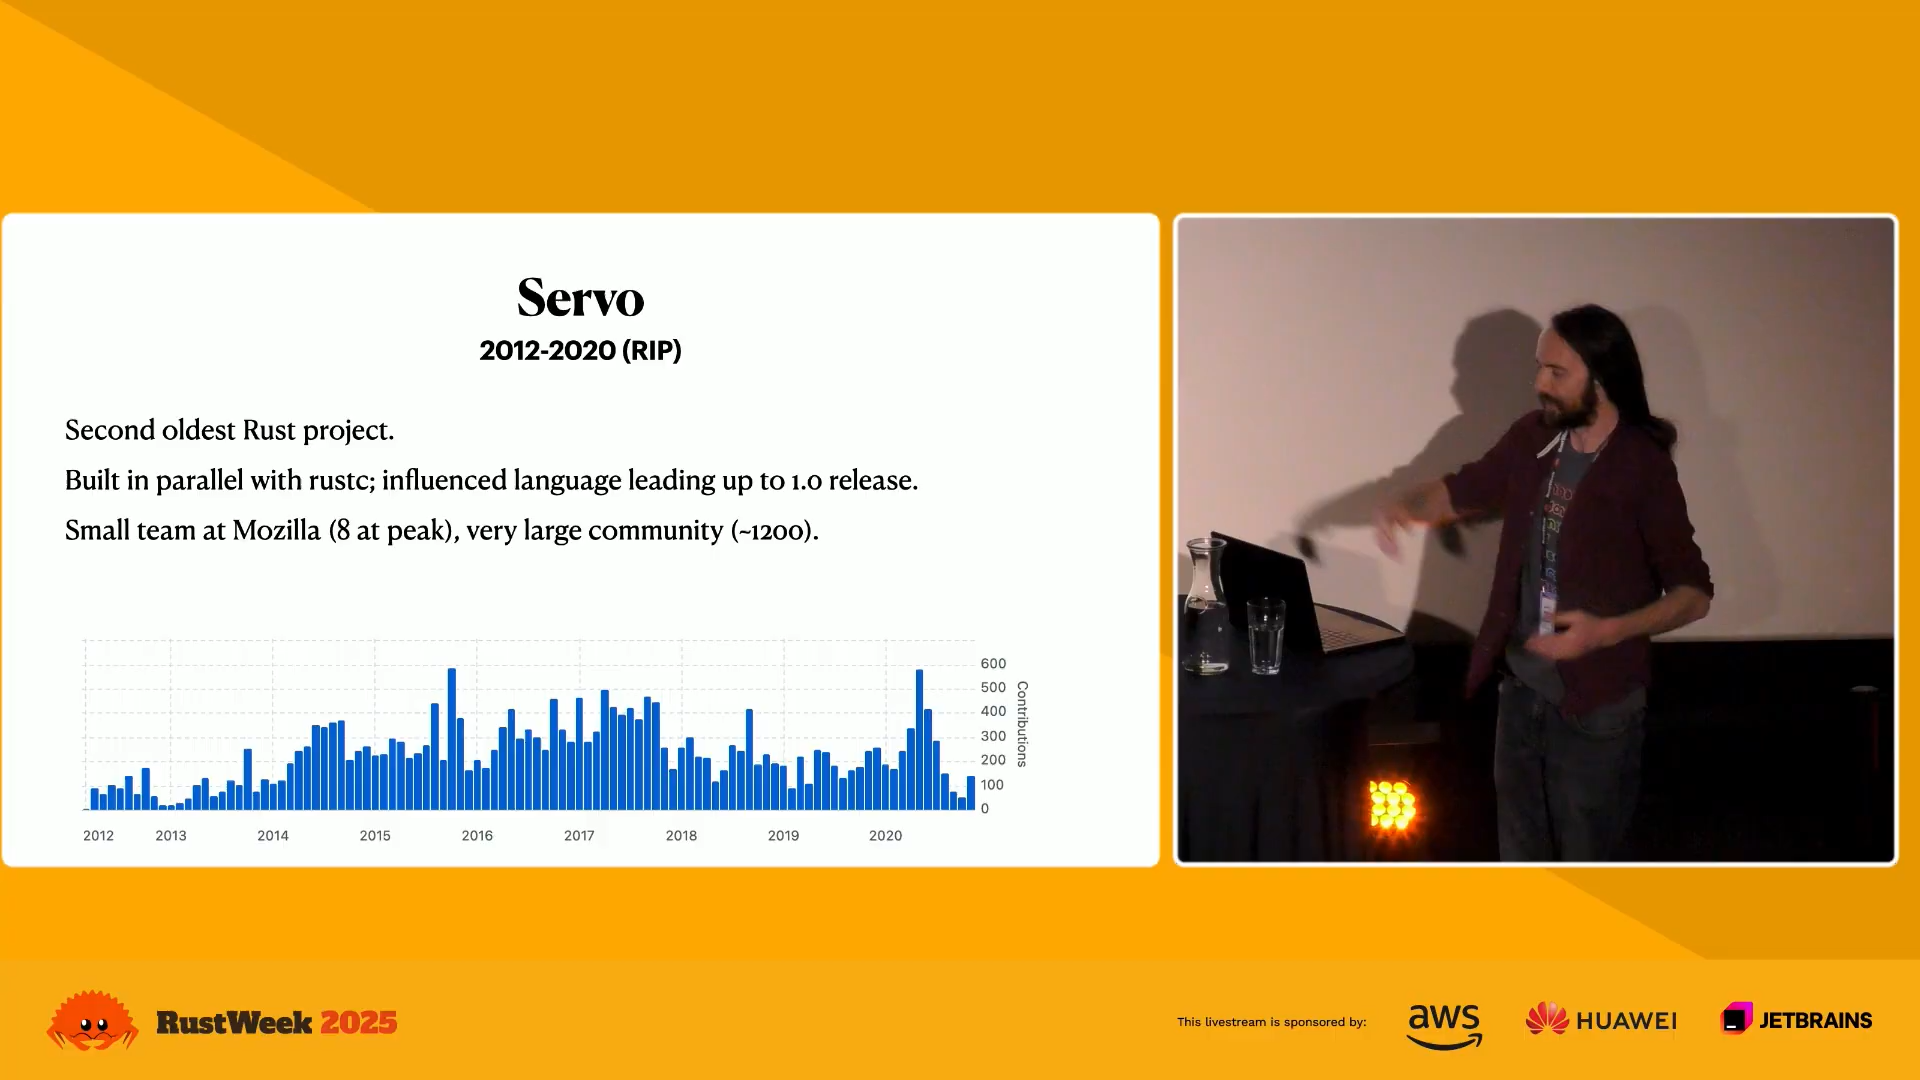 Servo
2012-2020 (RIP)
Second oldest Rust project.
Built in parallel with rustc; influenced language leading up to 1.0 release.
Small team at Mozilla (8 at peak), very large community (~1200).
600
500
400
300
200
100
0
Contributions
2012 2013 2014 2015 2016 2017 2018 2019 2020
RustWeek 2025
This livestream is sponsored by:
aws
HUAWEI
JETBRAINS